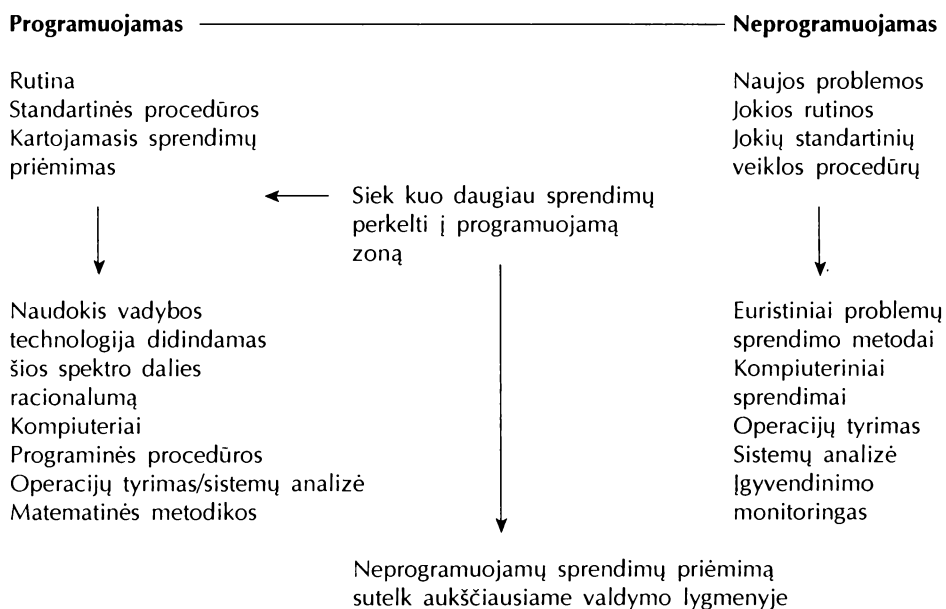 Programuojamas
Neprogramuojamas
Rutina
Standartinės procedūros
Kartojamasis sprendimų
priėmimas
Naujos problemos
Jokios rutinos
Jokių standartinių
veiklos procedūrų
Siek kuo daugiau sprendimų
perkelti į programuojamą
zoną
Naudokis vadybos
technologija didindamas
šios spektro dalies
racionalumą
Kompiuteriai
Programinės procedūros
Operacijų tyrimas/sistemų analizė
Matematinės metodikos
Euristiniai problemų
sprendimo metodai
Kompiuteriniai
sprendimai
Operacijų tyrimas
Sistemų analizė
Įgyvendinimo
monitoringas
Neprogramuojamų sprendimų priėmimą
sutelk aukščiausiame valdymo lygmenyje